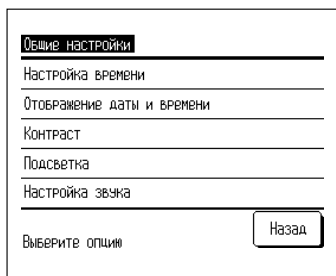 Общие настройки
Настройка времени
Отображение даты и времени
Контраст
Подсветка
Настройка звука
Назад
Выберите опцию